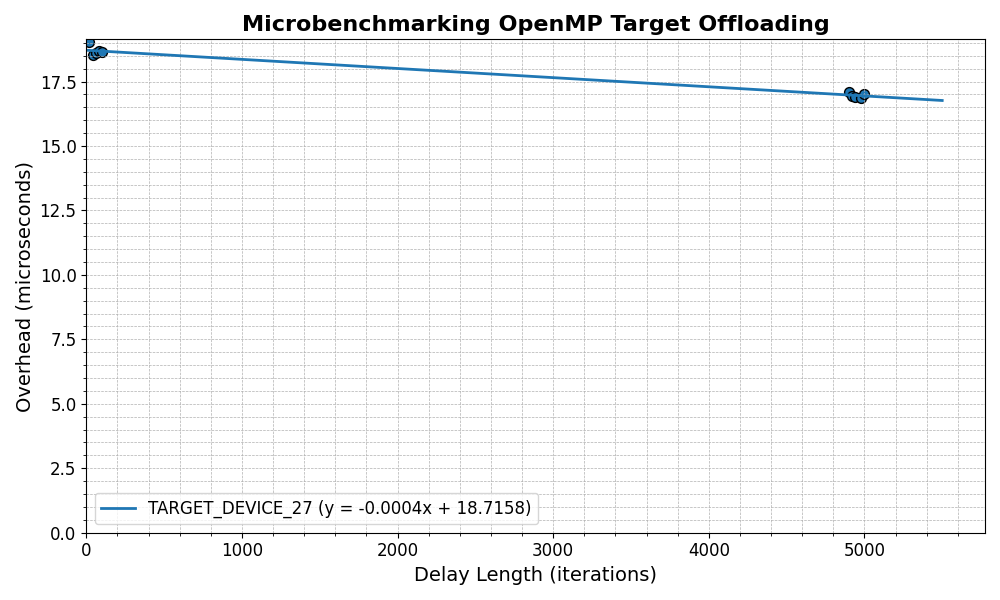 Microbenchmarking OpenMP Target Offloading
Overhead (microseconds)
17.5
15.0
12.5
10.0
7.5
5.0
2.5
0.0
TARGET_DEVICE_27 (y = -0.0004x + 18.7158)
0 1000 2000 3000 4000 5000
Delay Length (iterations)